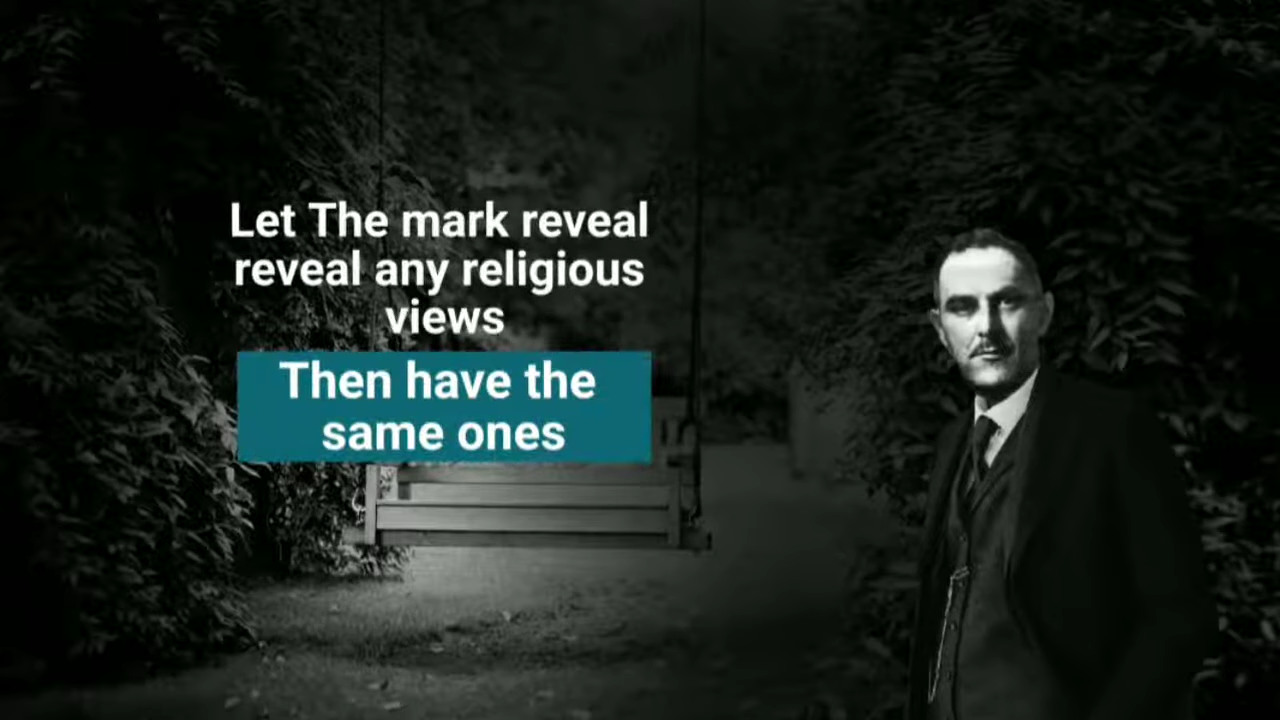 Let The mark reveal
reveal any religious
views
Then have the
same ones